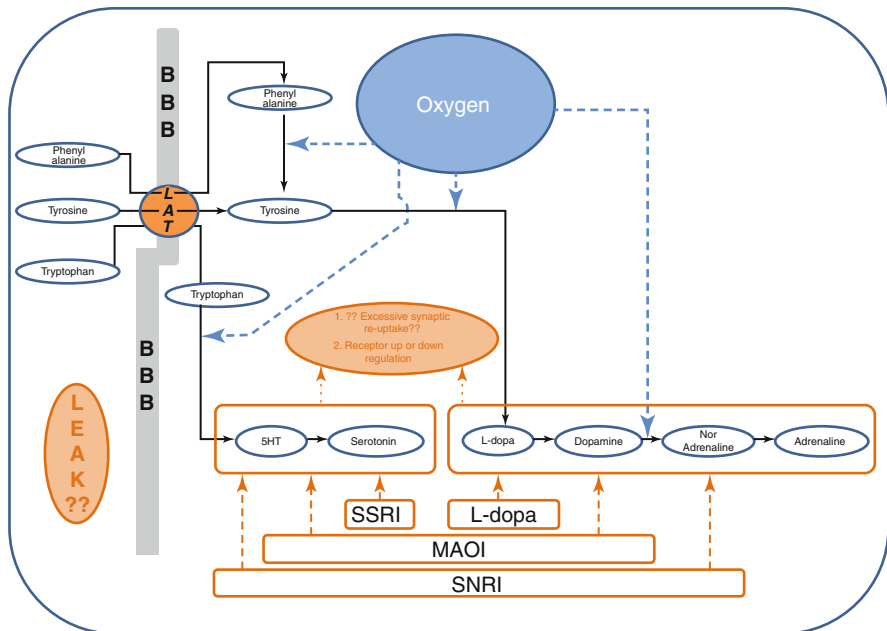 B
B
B
Phenyl
alanine
Oxygen
Phenyl
alanine
L
A
T
Tyrosine
Tyrosine
Tryptophan
Tryptophan
1. ?? Excessive synaptic
re-uptake??
2. Receptor up or down
regulation
B
B
B
L
E
A
K
??
5HT
Serotonin
L-dopa
Dopamine
Nor
Adrenaline
Adrenaline
SSRI
L-dopa
MAOI
SNRI